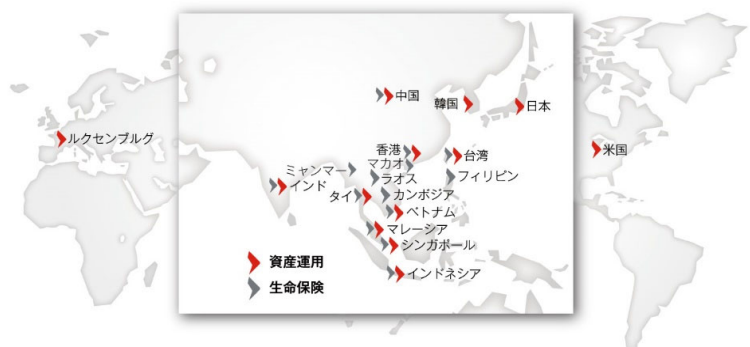 中国
韓国
日本
ルクセンブルグ
香港
台湾
米国
マカオ
ミャンマー
ラオス
フィリピン
インド
タイ
カンボジア
ベトナム
マレーシア
シンガポール
資産運用
インドネシア
生命保険